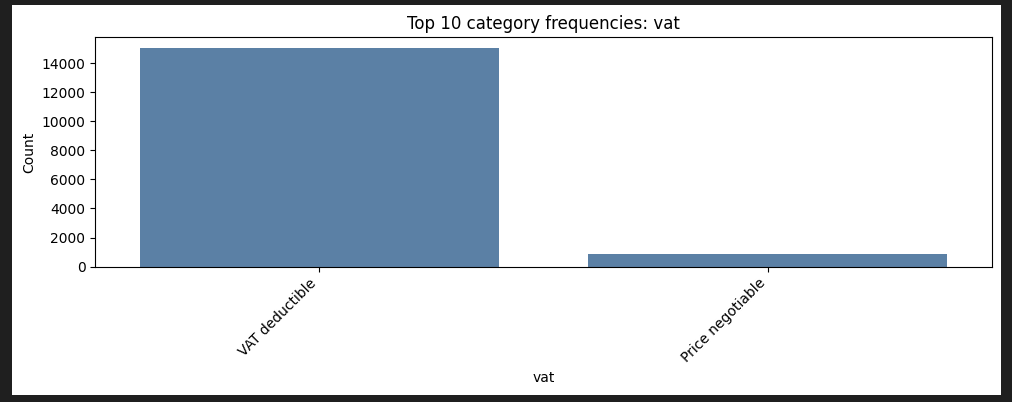 Top 10 category frequencies: vat
Count
14000
12000
10000
8000
6000
4000
2000
0
VAT deductible
Price negotiable
vat